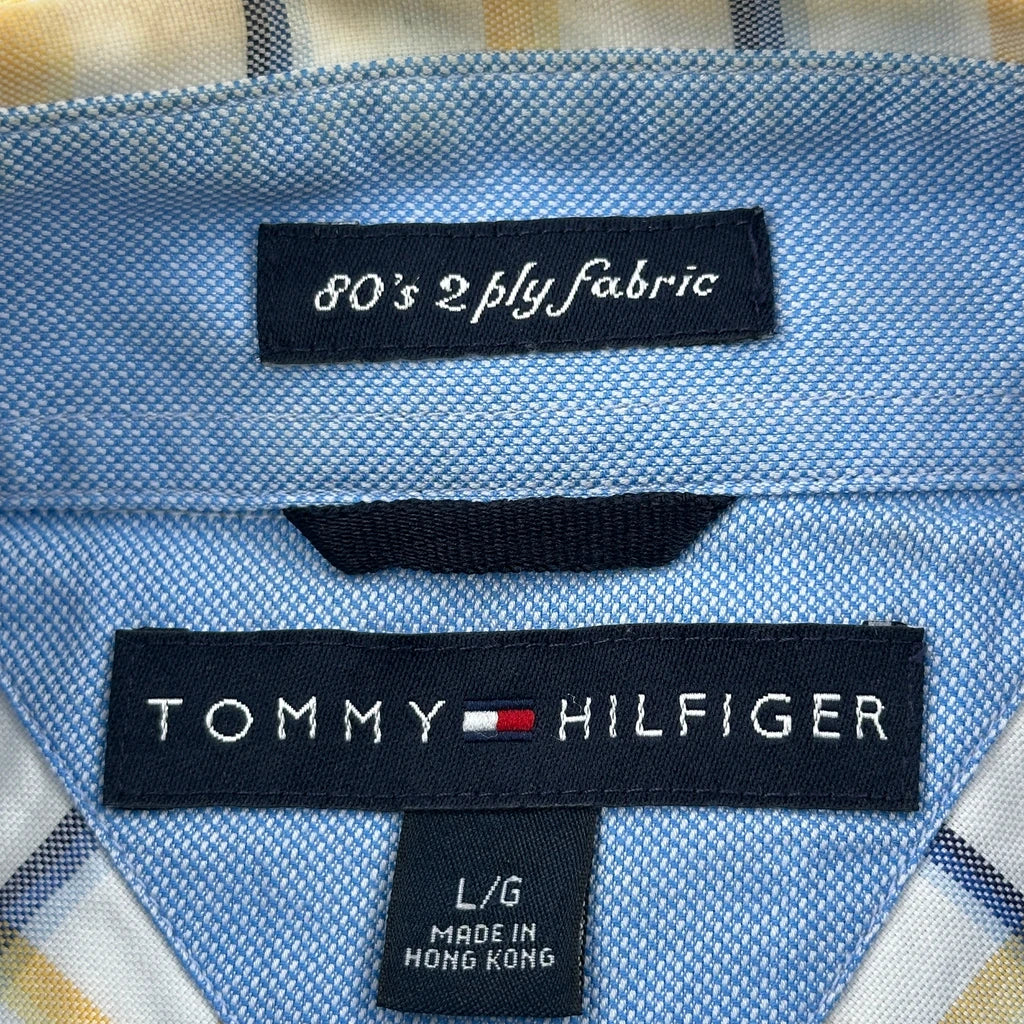 80's 2 ply fabric
TOMMY HILFIGER
L/G
MADE IN
HONG KONG